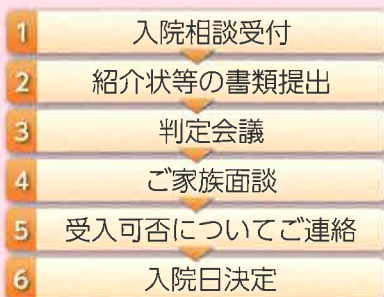 1 入院相談受付
2 紹介状等の書類提出
3 判定会議
4 ご家族面談
5 受入可否についてご連絡
6 入院日決定